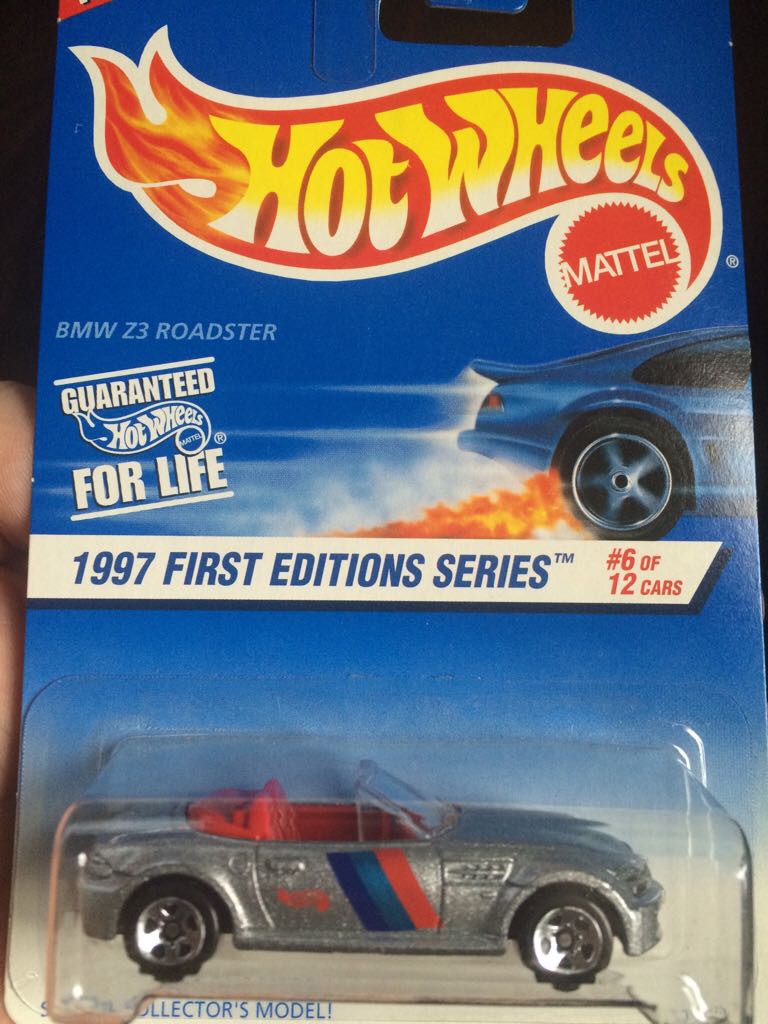 HOT WHEELS
MATTEL
®
BMW Z3 ROADSTER
GUARANTEED
HOT WHEELS
MATTEL
®
FOR LIFE
1997 FIRST EDITIONS SERIES™
#6 OF
12 CARS
COLLECTOR'S MODEL!